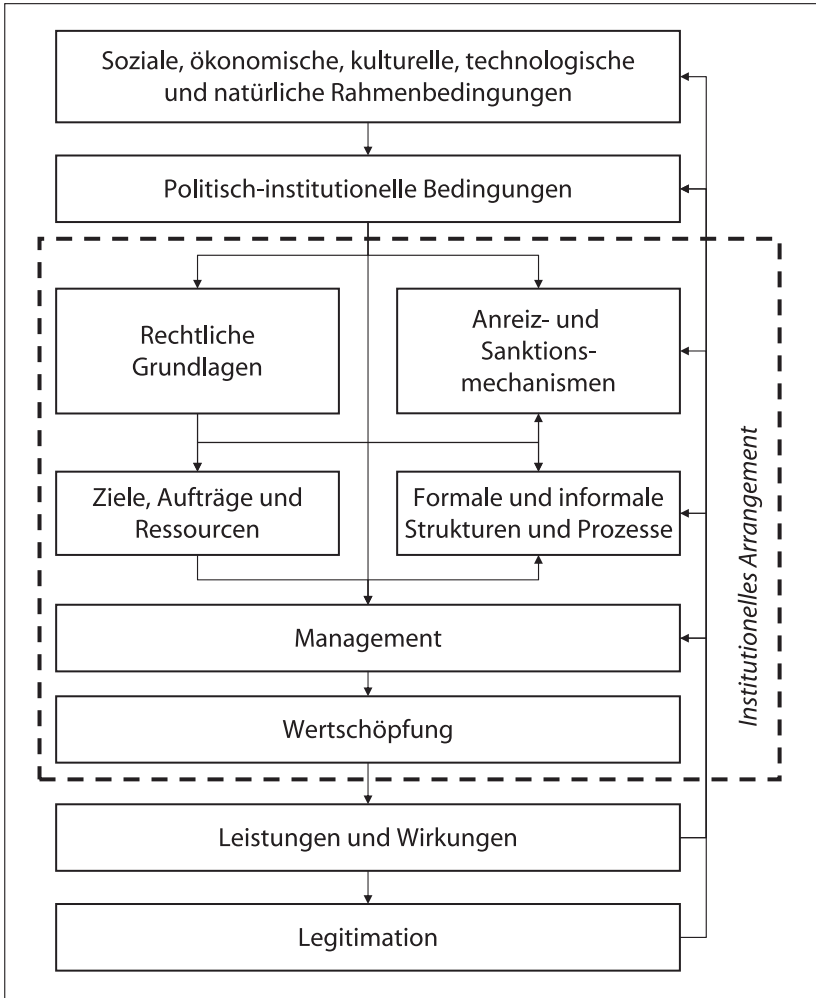 Soziale, ökonomische, kulturelle, technologische
und natürliche Rahmenbedingungen
Politisch-institutionelle Bedingungen
Rechtliche
Grundlagen
Anreiz- und
Sanktions-
mechanismen
Ziele, Aufträge und
Ressourcen
Formale und informale
Strukturen und Prozesse
Management
Wertschöpfung
Institutionelles Arrangement
Leistungen und Wirkungen
Legitimation